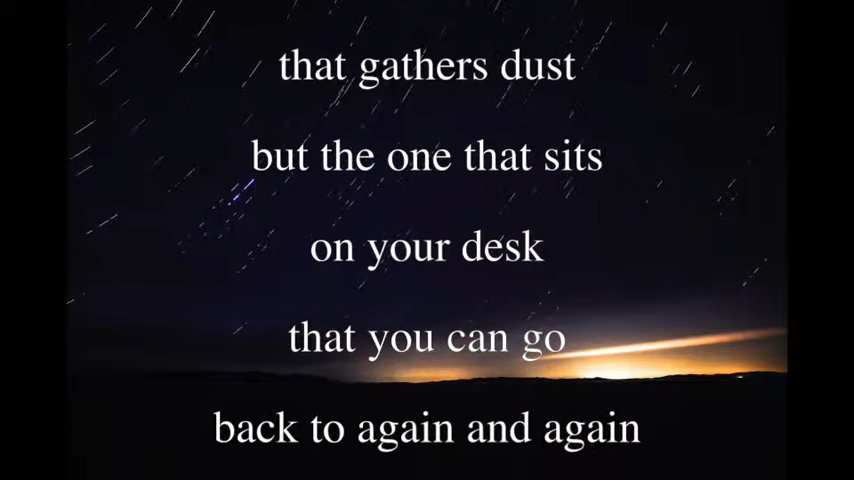 that gathers dust
but the one that sits
on your desk
that you can go
back to again and again